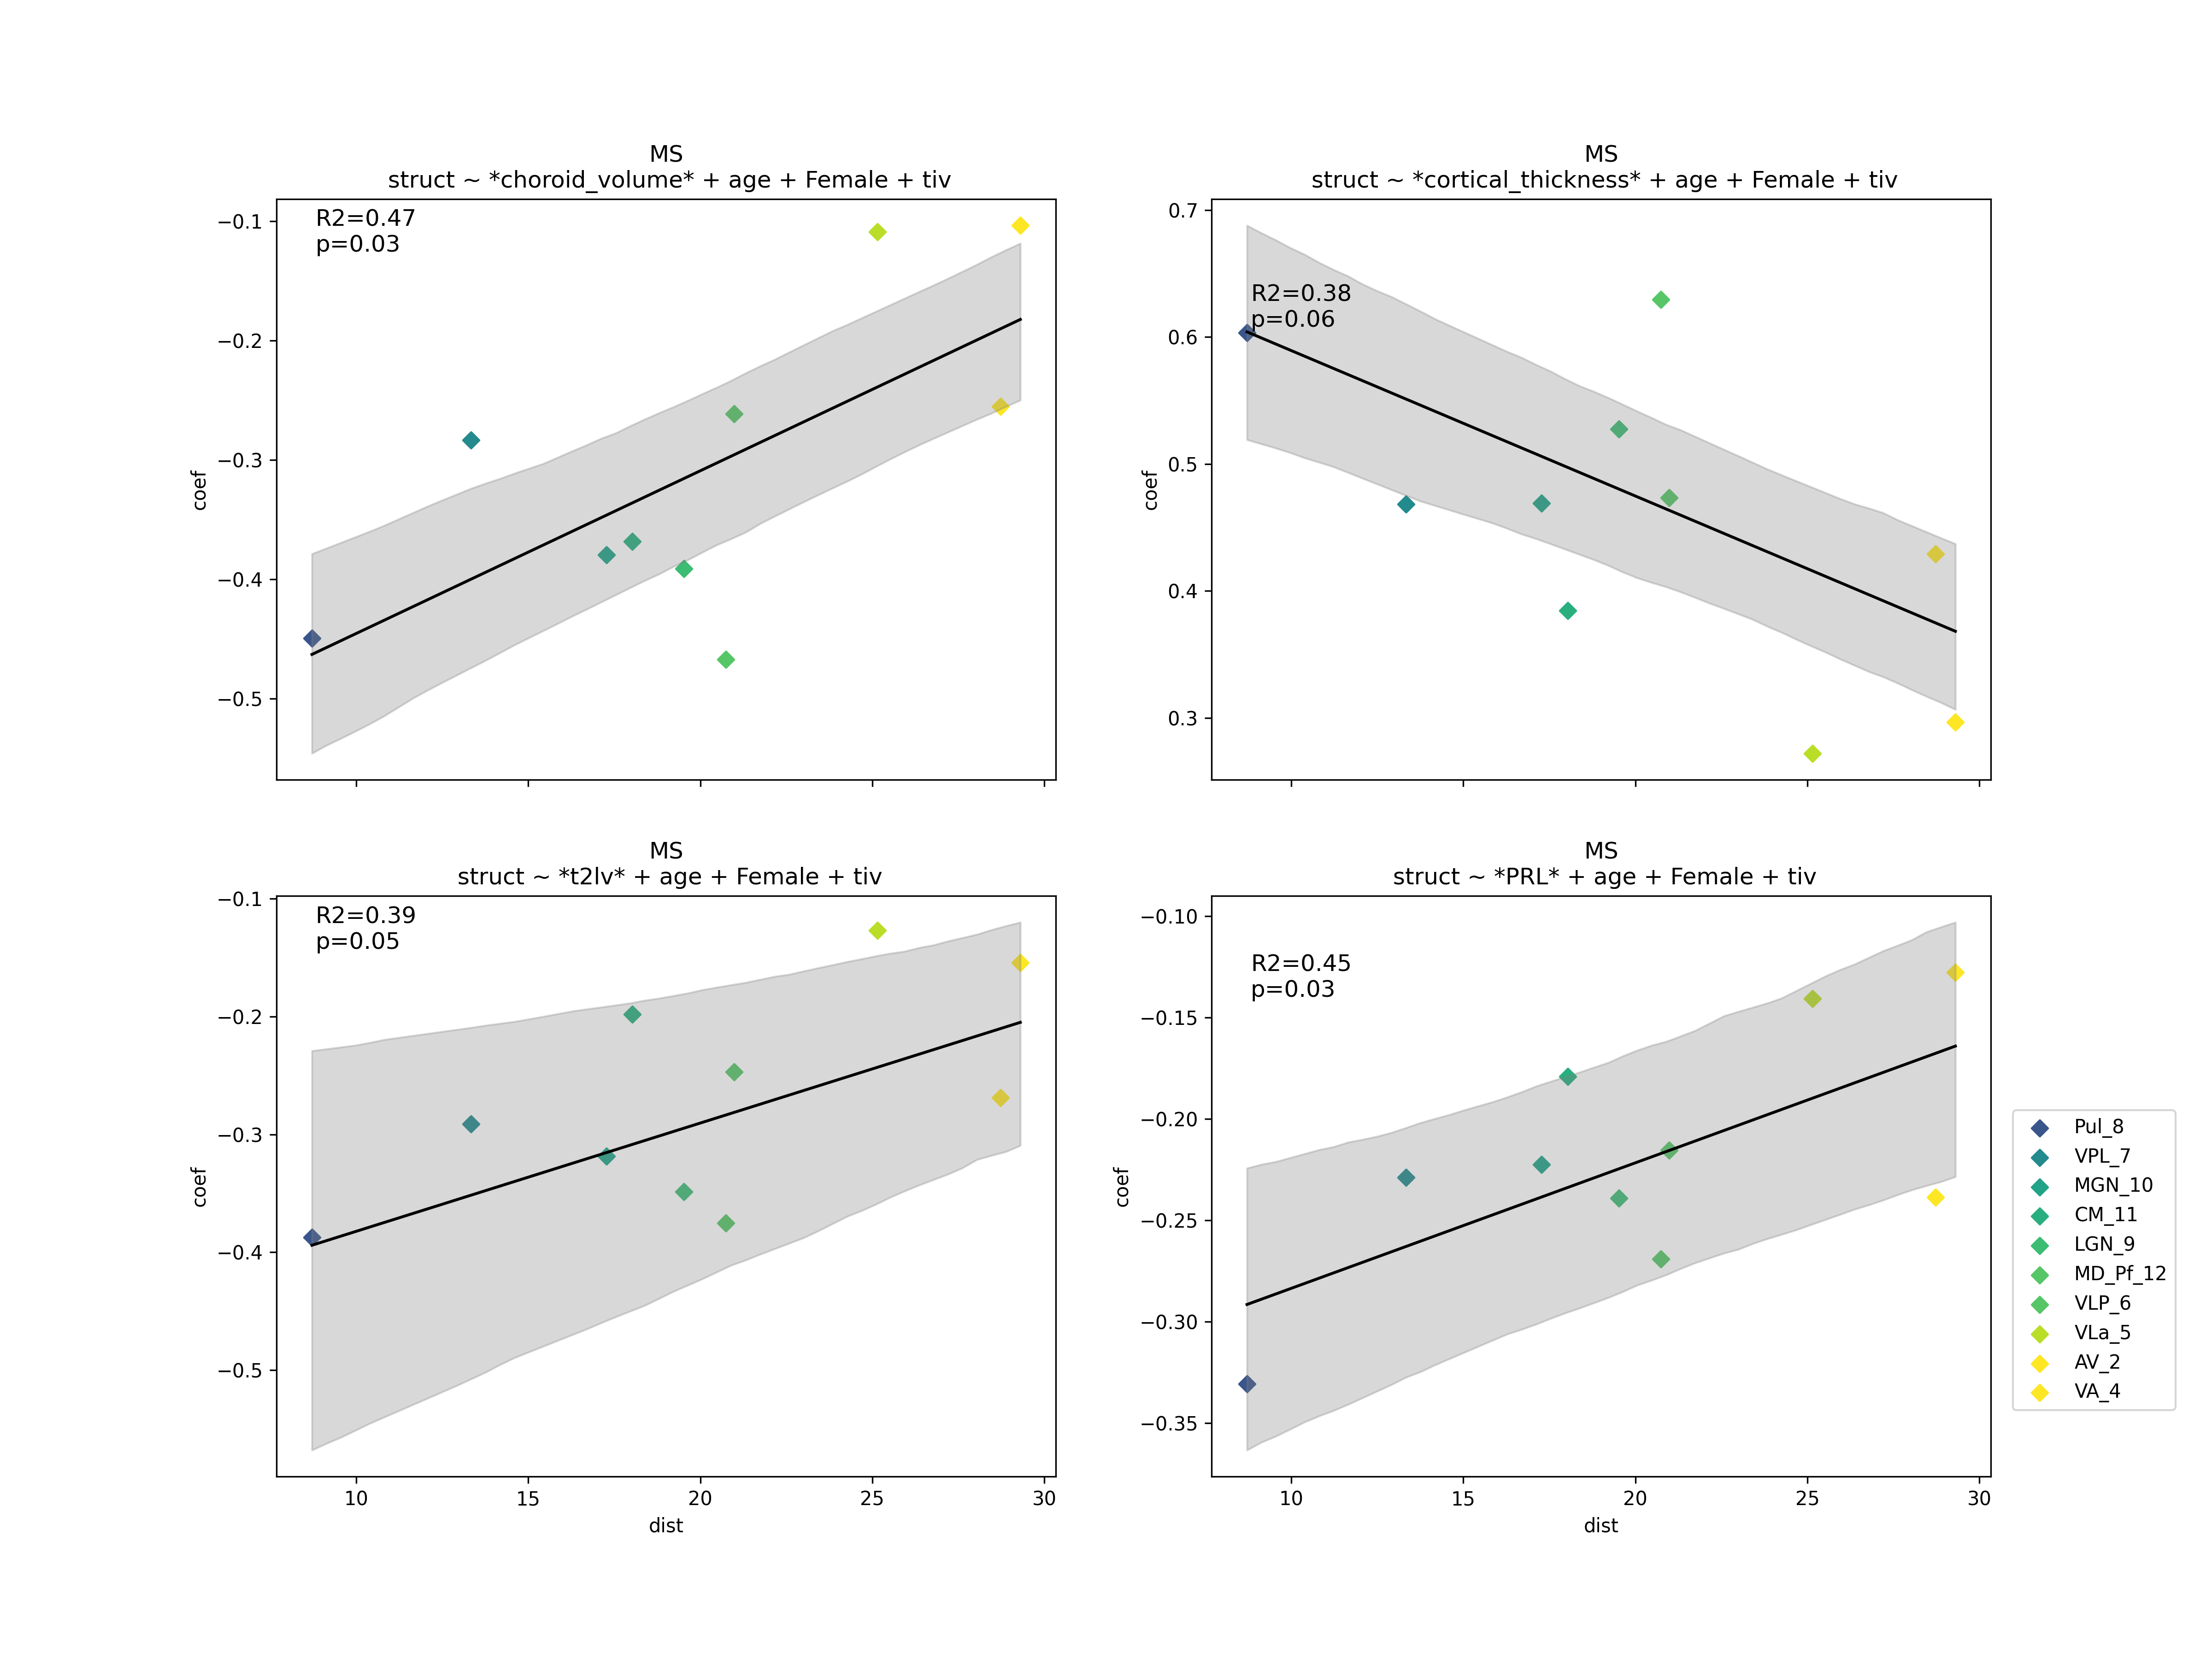 MS
struct ~ *choroid_volume* + age + Female + tiv
R2=0.47
p=0.03
−0.1
−0.2
−0.3
−0.4
−0.5
coef
MS
struct ~ *cortical_thickness* + age + Female + tiv
R2=0.38
p=0.06
0.7
0.6
0.5
0.4
0.3
coef
MS
struct ~ *t2lv* + age + Female + tiv
R2=0.39
p=0.05
−0.1
−0.2
−0.3
−0.4
−0.5
coef
10 15 20 25 30
dist
MS
struct ~ *PRL* + age + Female + tiv
R2=0.45
p=0.03
−0.10
−0.15
−0.20
−0.25
−0.30
−0.35
coef
10 15 20 25 30
dist
Pul_8
VPL_7
MGN_10
CM_11
LGN_9
MD_Pf_12
VLP_6
VLa_5
AV_2
VA_4